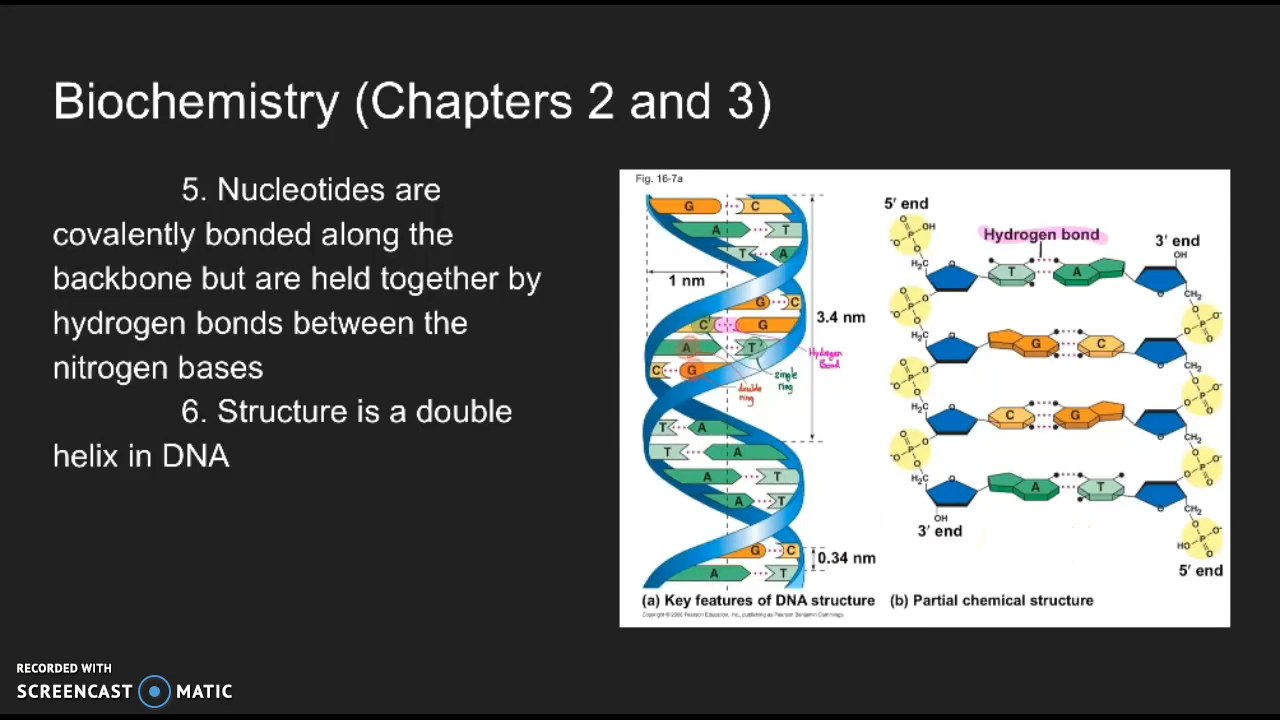 Biochemistry (Chapters 2 and 3)
5. Nucleotides are
covalently bonded along the
backbone but are held together by
hydrogen bonds between the
nitrogen bases
6. Structure is a double
helix in DNA
Fig. 16-7a
G C
A T
T A
1 nm
G C
C G
3.4 nm
A T
Hydrogen
Bond
C G
single
ring
double
ring
T A
T A
A T
A T
G C
0.34 nm
A T
(a) Key features of DNA structure
5′ end
O OH
P
⁻O O
Hydrogen bond
3′ end
OH
H₂C
O
T A
O
CH₂
O
O O⁻
P
O O
⁻O O
P
H₂C
O
G C
O
CH₂
O
O O⁻
P
O O
⁻O O
P
H₂C
O
C G
O
CH₂
O
O O⁻
P
O O
⁻O O
P
H₂C
O
A T
O
CH₂
OH
3′ end
O O⁻
P
HO O
5′ end
(b) Partial chemical structure
RECORDED WITH
SCREENCAST MATIC